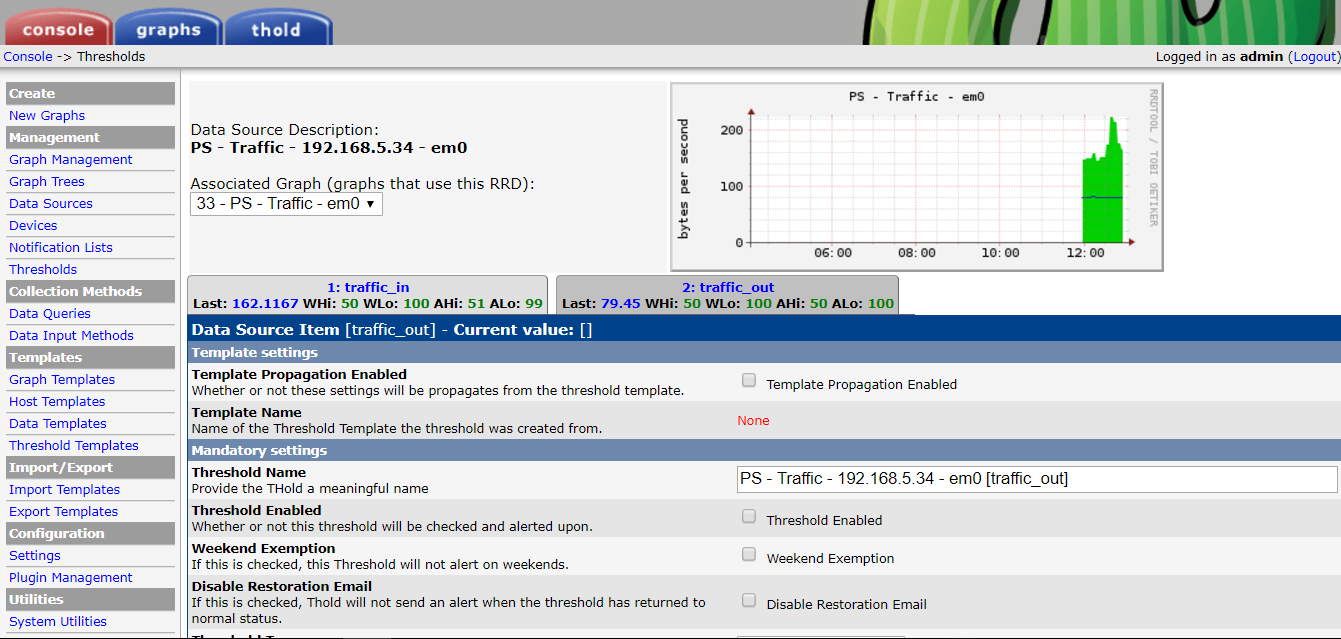 console graphs thold
Console -> Thresholds
Logged in as admin (Logout)
Create
New Graphs
Management
Graph Management
Graph Trees
Data Sources
Devices
Notification Lists
Thresholds
Collection Methods
Data Queries
Data Input Methods
Templates
Graph Templates
Host Templates
Data Templates
Threshold Templates
Import/Export
Import Templates
Export Templates
Configuration
Settings
Plugin Management
Utilities
System Utilities
Data Source Description:
PS - Traffic - 192.168.5.34 - em0
Associated Graph (graphs that use this RRD):
33 - PS - Traffic - em0
PS - Traffic - em0
bytes per second
200
100
0
06:00 08:00 10:00 12:00
RRDTOOL / TOBI OETIKER
1: traffic_in
Last: 162.1167 WHi: 50 WLo: 100 AHi: 51 ALo: 99
2: traffic_out
Last: 79.45 WHi: 50 WLo: 100 AHi: 50 ALo: 100
Data Source Item [traffic_out] - Current value: []
Template settings
Template Propagation Enabled
Whether or not these settings will be propagates from the threshold template.
Template Propagation Enabled
Template Name
Name of the Threshold Template the threshold was created from.
None
Mandatory settings
Threshold Name
Provide the THold a meaningful name
PS - Traffic - 192.168.5.34 - em0 [traffic_out]
Threshold Enabled
Whether or not this threshold will be checked and alerted upon.
Threshold Enabled
Weekend Exemption
If this is checked, this Threshold will not alert on weekends.
Weekend Exemption
Disable Restoration Email
If this is checked, Thold will not send an alert when the threshold has returned to
normal status.
Disable Restoration Email